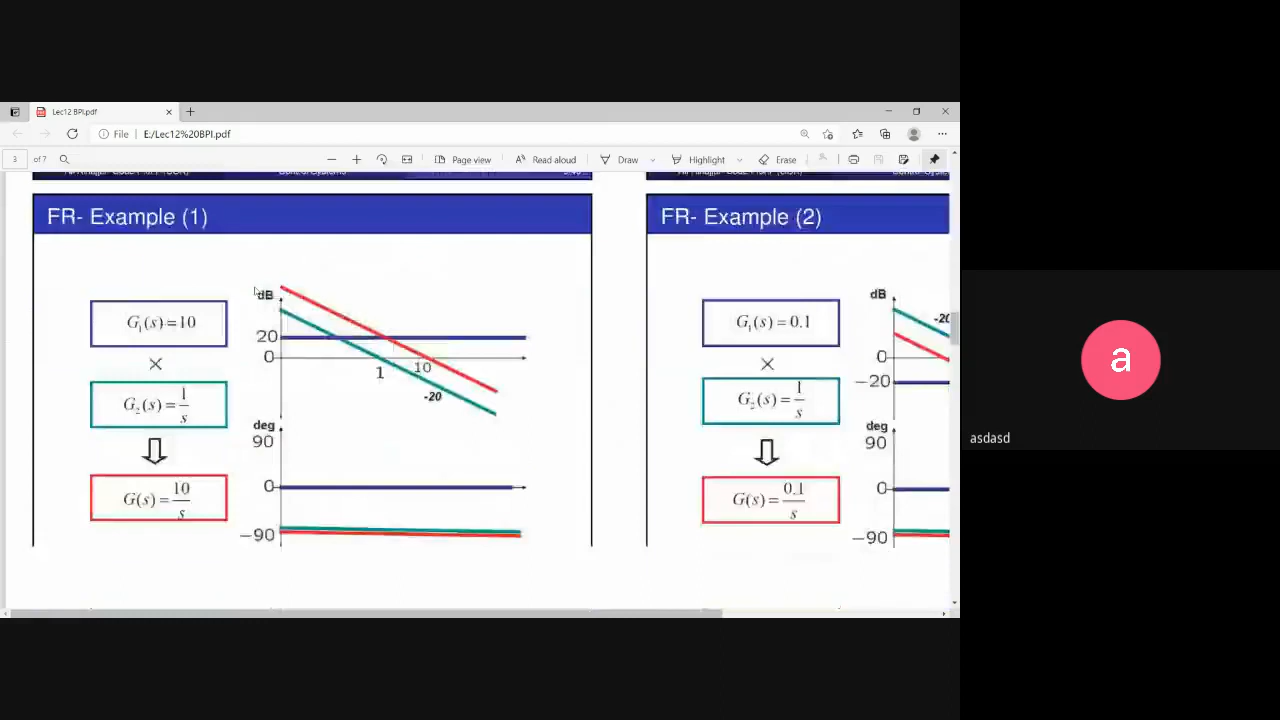 Lec12 BPI.pdf
File E:/Lec12%20BPI.pdf
3 of 7 Page view Read aloud Draw Highlight Erase
FR- Example (1)
G₁(s)=10
×
G₂(s)=1/s
G(s)=10/s
dB
20
0
1
10
-20
deg
90
0
−90
FR- Example (2)
G₁(s)=0.1
×
G₂(s)=1/s
G(s)=0.1/s
dB
0
−20
deg
90
0
−90
a
asdasd